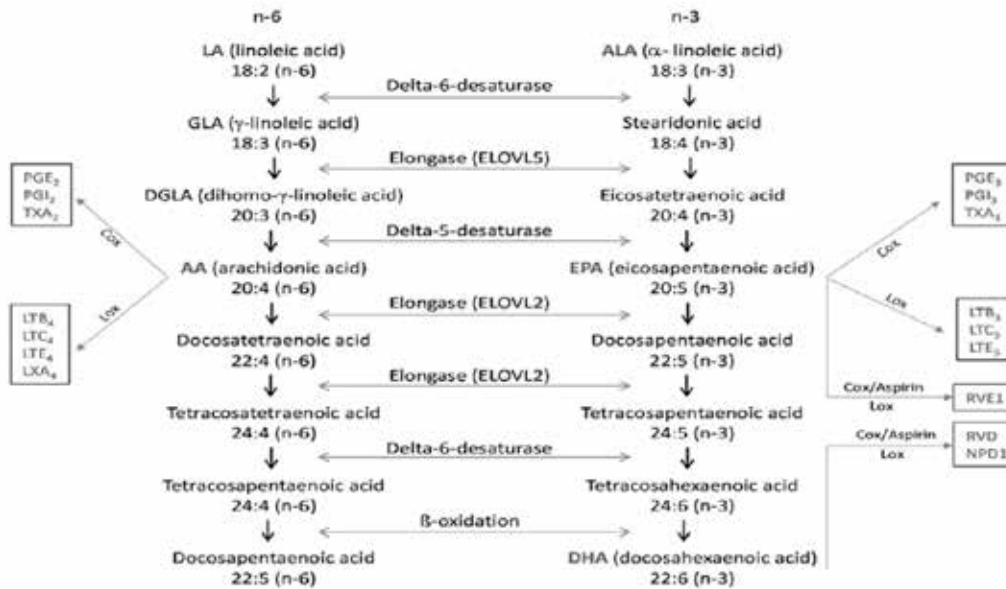 n-6
n-3
LA (linoleic acid)
18:2 (n-6)
ALA (α- linoleic acid)
18:3 (n-3)
Delta-6-desaturase
GLA (γ-linoleic acid)
18:3 (n-6)
Stearidonic acid
18:4 (n-3)
Elongase (ELOVL5)
DGLA (dihomo-γ-linoleic acid)
20:3 (n-6)
Eicosatetraenoic acid
20:4 (n-3)
PGE₂
PGI₂
TXA₂
Cox
PGE₃
PGI₃
TXA₃
Cox
Delta-5-desaturase
AA (arachidonic acid)
20:4 (n-6)
EPA (eicosapentaenoic acid)
20:5 (n-3)
Lox
LTB₄
LTC₄
LTE₄
LXA₄
Lox
LTB₅
LTC₅
LTE₅
Elongase (ELOVL2)
Docosatetraenoic acid
22:4 (n-6)
Docosapentaenoic acid
22:5 (n-3)
Elongase (ELOVL2)
Cox/Aspirin
Lox
RVE1
Tetracosatetraenoic acid
24:4 (n-6)
Tetracosapentaenoic acid
24:5 (n-3)
Cox/Aspirin
Lox
RVD
NPD1
Delta-6-desaturase
Tetracosapentaenoic acid
24:4 (n-6)
Tetracosahexaenoic acid
24:6 (n-3)
ß-oxidation
Docosapentaenoic acid
22:5 (n-6)
DHA (docosahexaenoic acid)
22:6 (n-3)